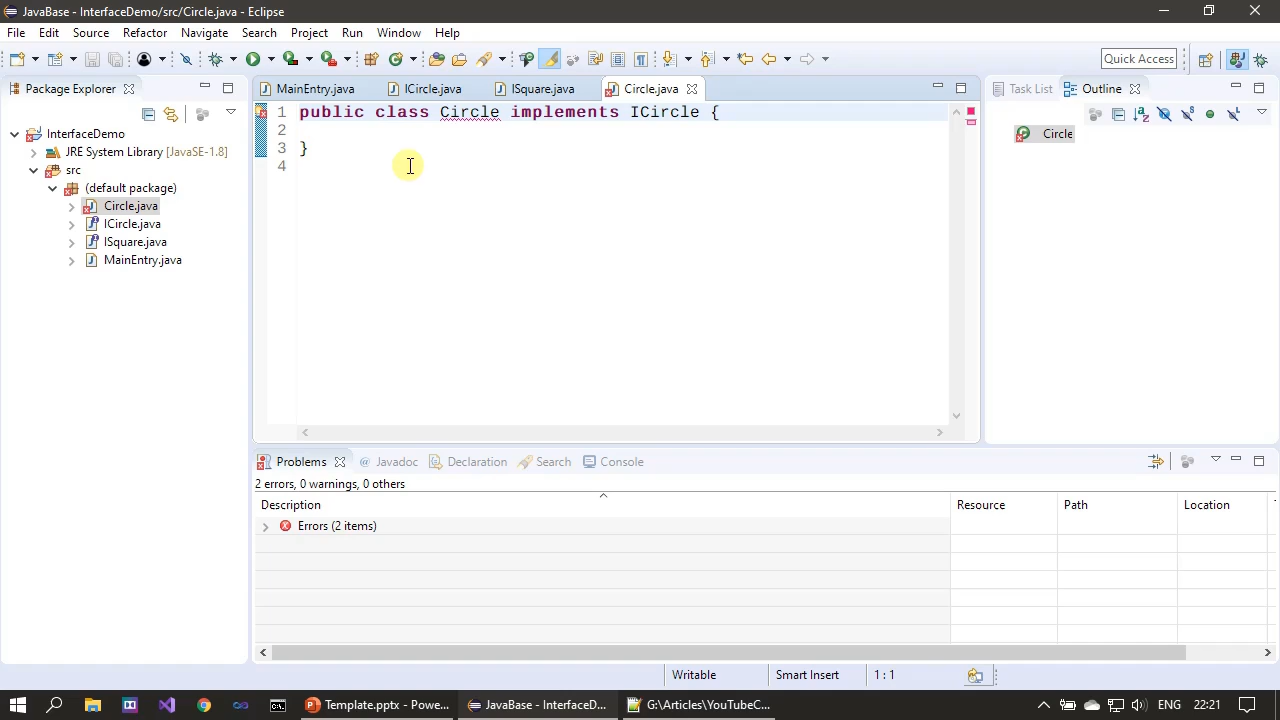 JavaBase - InterfaceDemo/src/Circle.java - Eclipse
File Edit Source Refactor Navigate Search Project Run Window Help
Quick Access
Package Explorer
InterfaceDemo
JRE System Library [JavaSE-1.8]
src
(default package)
Circle.java
ICircle.java
ISquare.java
MainEntry.java
MainEntry.java ICircle.java ISquare.java Circle.java
1 public class Circle implements ICircle {
2
3 }
4
Task List Outline
Circle
Problems Javadoc Declaration Search Console
2 errors, 0 warnings, 0 others
Description Resource Path Location
Errors (2 items)
Writable Smart Insert 1 : 1
Template.pptx - Powe... JavaBase - InterfaceD... G:\Articles\YouTubeC... ENG 22:21